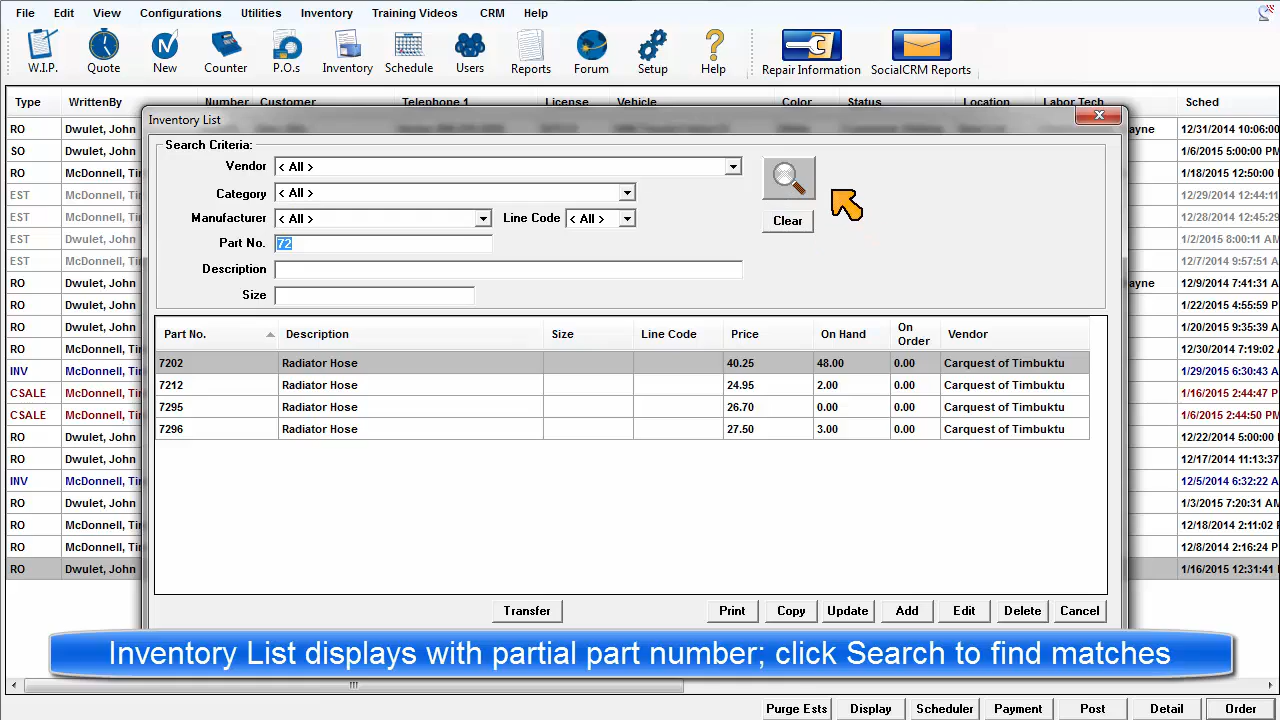 File Edit View Configurations Utilities Inventory Training Videos CRM Help
W.I.P. Quote New Counter P.O.s Inventory Schedule Users Reports Forum Setup Help Repair Information SocialCRM Reports
Type WrittenBy Number Customer Telephone 1 License Vehicle Color Status Location Labor Tech Sched
Inventory List
RO Dwulet, John ayne 12/31/2014 10:06:00
SO Dwulet, John 1/6/2015 5:00:00 PM
RO McDonnell, Tir 1/18/2015 12:50:00 P
EST McDonnell, Tir 12/29/2014 12:44:11
EST McDonnell, Tir 12/28/2014 12:45:05
EST Dwulet, John 1/2/2015 8:00:11 AM
EST McDonnell, Tir 12/7/2014 9:57:51 A
RO Dwulet, John ayne 12/9/2014 7:41:31 A
RO Dwulet, John 1/22/2015 4:55:59 P
RO Dwulet, John 1/20/2015 9:35:39 A
RO McDonnell, Tir 12/30/2014 7:19:02 A
INV McDonnell, Tir 1/29/2015 6:30:43 A
CSALE McDonnell, Tir 1/16/2015 2:44:47 P
CSALE McDonnell, Tir 1/6/2015 2:44:50 PM
RO Dwulet, John 12/22/2014 5:00:00 P
RO Dwulet, John 12/17/2014 11:13:37
INV McDonnell, Tir 12/5/2014 6:32:22 A
RO Dwulet, John 1/3/2015 7:20:31 AM
RO McDonnell, Tir 12/18/2014 2:11:02 P
RO McDonnell, Tir 12/8/2014 2:16:24 PM
RO Dwulet, John 1/16/2015 12:31:41 P
Search Criteria:
Vendor < All >
Category < All >
Manufacturer < All > Line Code < All > Clear
Part No. 72
Description
Size
Part No. Description Size Line Code Price On Hand On Order Vendor
7202 Radiator Hose 40.25 48.00 0.00 Carquest of Timbuktu
7212 Radiator Hose 24.95 2.00 0.00 Carquest of Timbuktu
7295 Radiator Hose 26.70 0.00 0.00 Carquest of Timbuktu
7296 Radiator Hose 27.50 3.00 0.00 Carquest of Timbuktu
Transfer Print Copy Update Add Edit Delete Cancel
Inventory List displays with partial part number; click Search to find matches
Purge Ests Display Scheduler Payment Post Detail Order